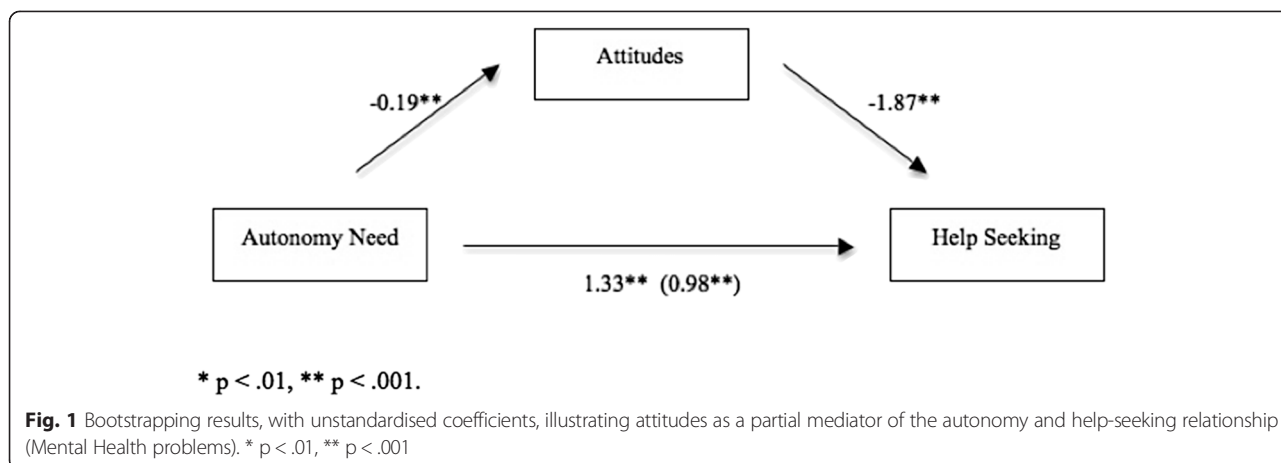 Attitudes
-0.19**
-1.87**
Autonomy Need
Help Seeking
1.33** (0.98**)
* p < .01, ** p < .001.
Fig. 1 Bootstrapping results, with unstandardised coefficients, illustrating attitudes as a partial mediator of the autonomy and help-seeking relationship
(Mental Health problems). * p < .01, ** p < .001